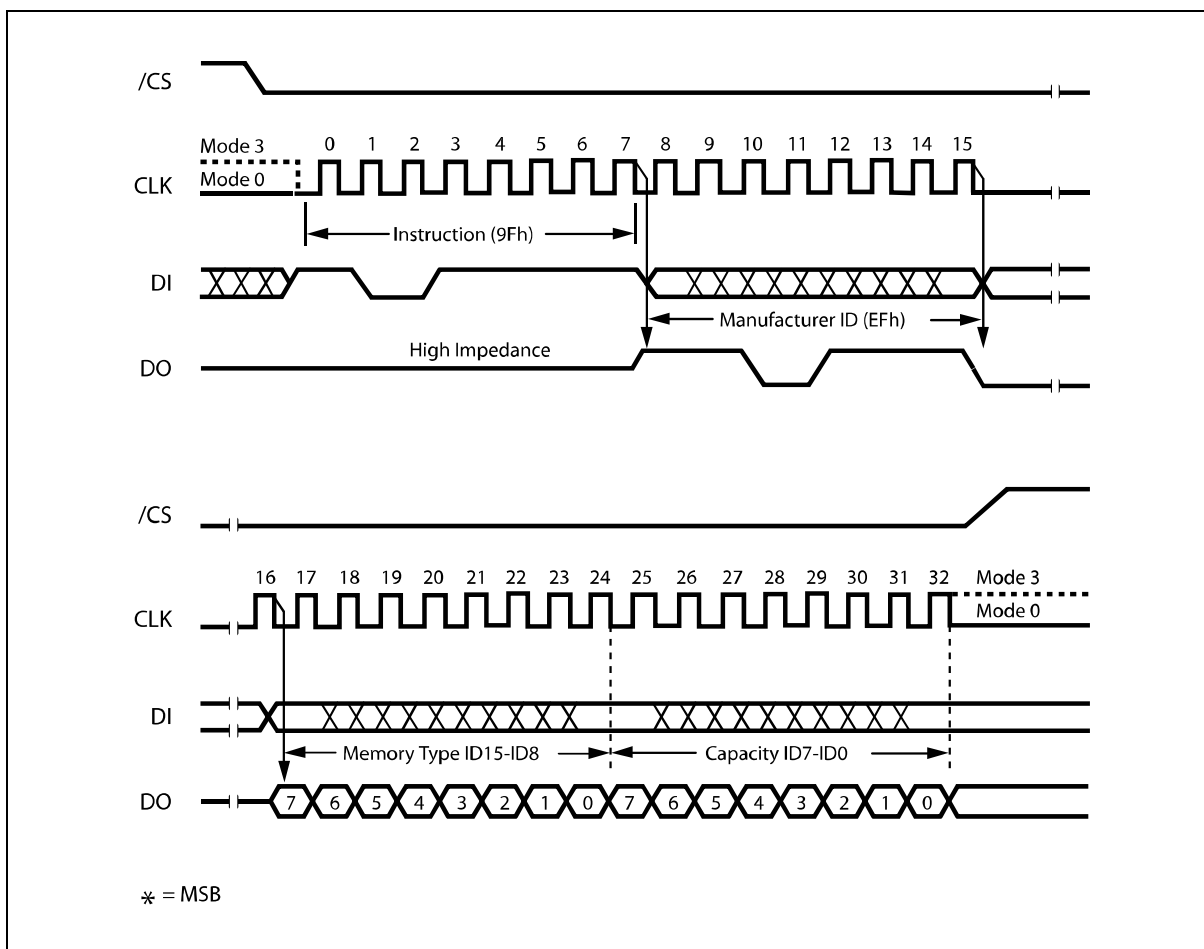 /CS
Mode 3
0 1 2 3 4 5 6 7 8 9 10 11 12 13 14 15
CLK
Mode 0
Instruction (9Fh)
DI
Manufacturer ID (EFh)
High Impedance
DO
/CS
16 17 18 19 20 21 22 23 24 25 26 27 28 29 30 31 32
Mode 3
CLK
Mode 0
DI
Memory Type ID15-ID8
Capacity ID7-ID0
DO
7 6 5 4 3 2 1 0 7 6 5 4 3 2 1 0
* = MSB